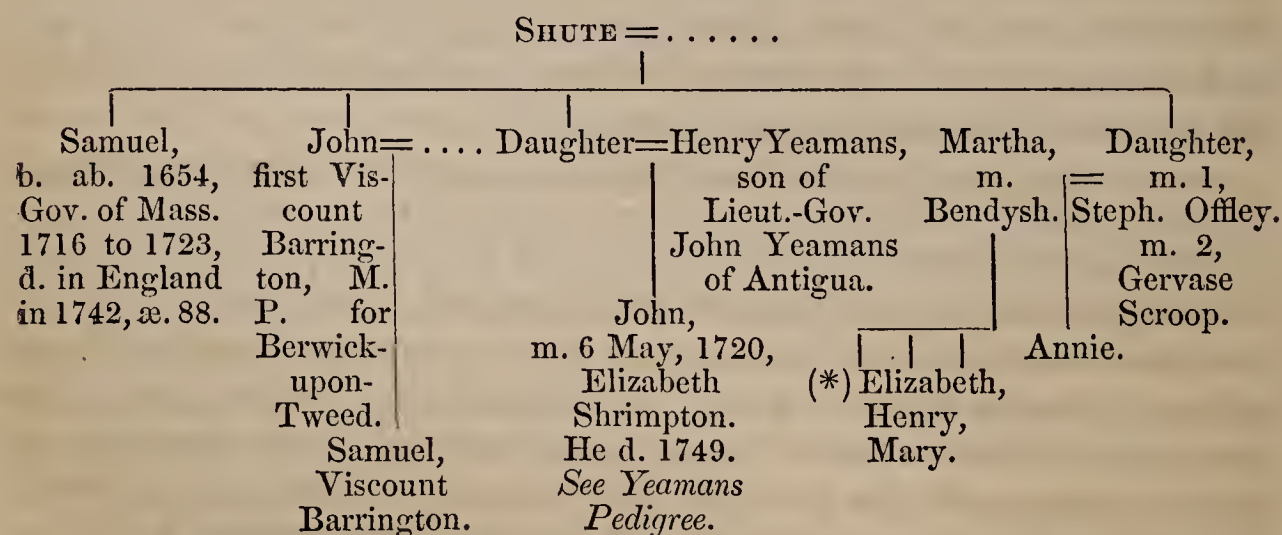 SHUTE = . . . . . .
Samuel,
b. ab. 1654,
Gov. of Mass.
1716 to 1723,
d. in England
in 1742, æ. 88.
John = . . . .
first Vis-
count
Barring-
ton, M.
P. for
Berwick-
upon-
Tweed.
Samuel,
Viscount
Barrington.
Daughter=Henry Yeamans,
son of
Lieut.-Gov.
John Yeamans
of Antigua.
John,
m. 6 May, 1720,
Elizabeth
Shrimpton.
He d. 1749.
See Yeamans
Pedigree.
Martha,
m.
Bendysh.
(*) Elizabeth,
Henry,
Mary.
Daughter,
= m. 1,
Steph. Offley.
m. 2,
Gervase
Scroop.
Annie.